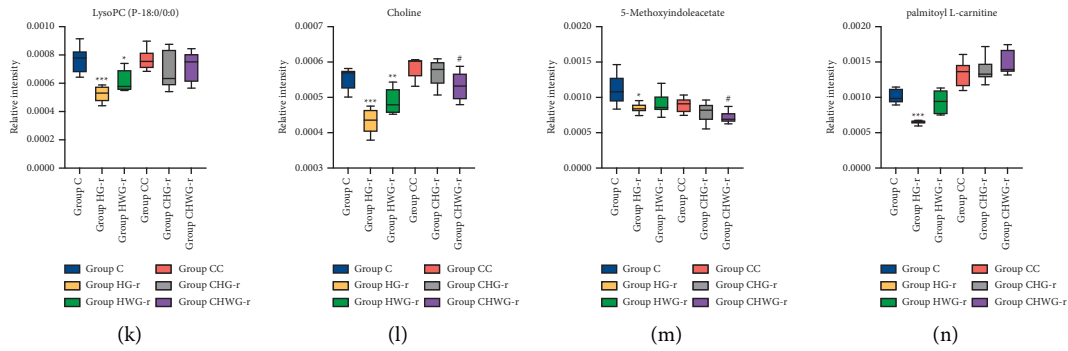 LysoPC (P-18:0/0:0)
Relative intensity
0.0010
0.0008
0.0006
0.0004
0.0002
0.0000
***
*
Group C
Group HG-r
Group HWG-r
Group CC
Group CHG-r
Group CHWG-r
Group C
Group CC
Group HG-r
Group CHG-r
Group HWG-r
Group CHWG-r
(k)
Choline
Relative intensity
0.0007
0.0006
0.0005
0.0004
0.0003
***
**
#
Group C
Group HG-r
Group HWG-r
Group CC
Group CHG-r
Group CHWG-r
Group C
Group CC
Group HG-r
Group CHG-r
Group HWG-r
Group CHWG-r
(l)
5-Methoxyindoleacetate
Relative intensity
0.0020
0.0015
0.0010
0.0005
0.0000
*
#
Group C
Group HG-r
Group HWG-r
Group CC
Group CHG-r
Group CHWG-r
Group C
Group CC
Group HG-r
Group CHG-r
Group HWG-r
Group CHWG-r
(m)
palmitoyl L-carnitine
Relative intensity
0.0020
0.0015
0.0010
0.0005
0.0000
***
Group C
Group HG-r
Group HWG-r
Group CC
Group CHG-r
Group CHWG-r
Group C
Group CC
Group HG-r
Group CHG-r
Group HWG-r
Group CHWG-r
(n)